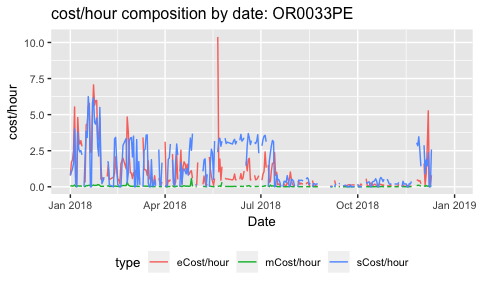 cost/hour composition by date: OR0033PE
cost/hour
10.0
7.5
5.0
2.5
0.0
Jan 2018 Apr 2018 Jul 2018 Oct 2018 Jan 2019
Date
type eCost/hour mCost/hour sCost/hour